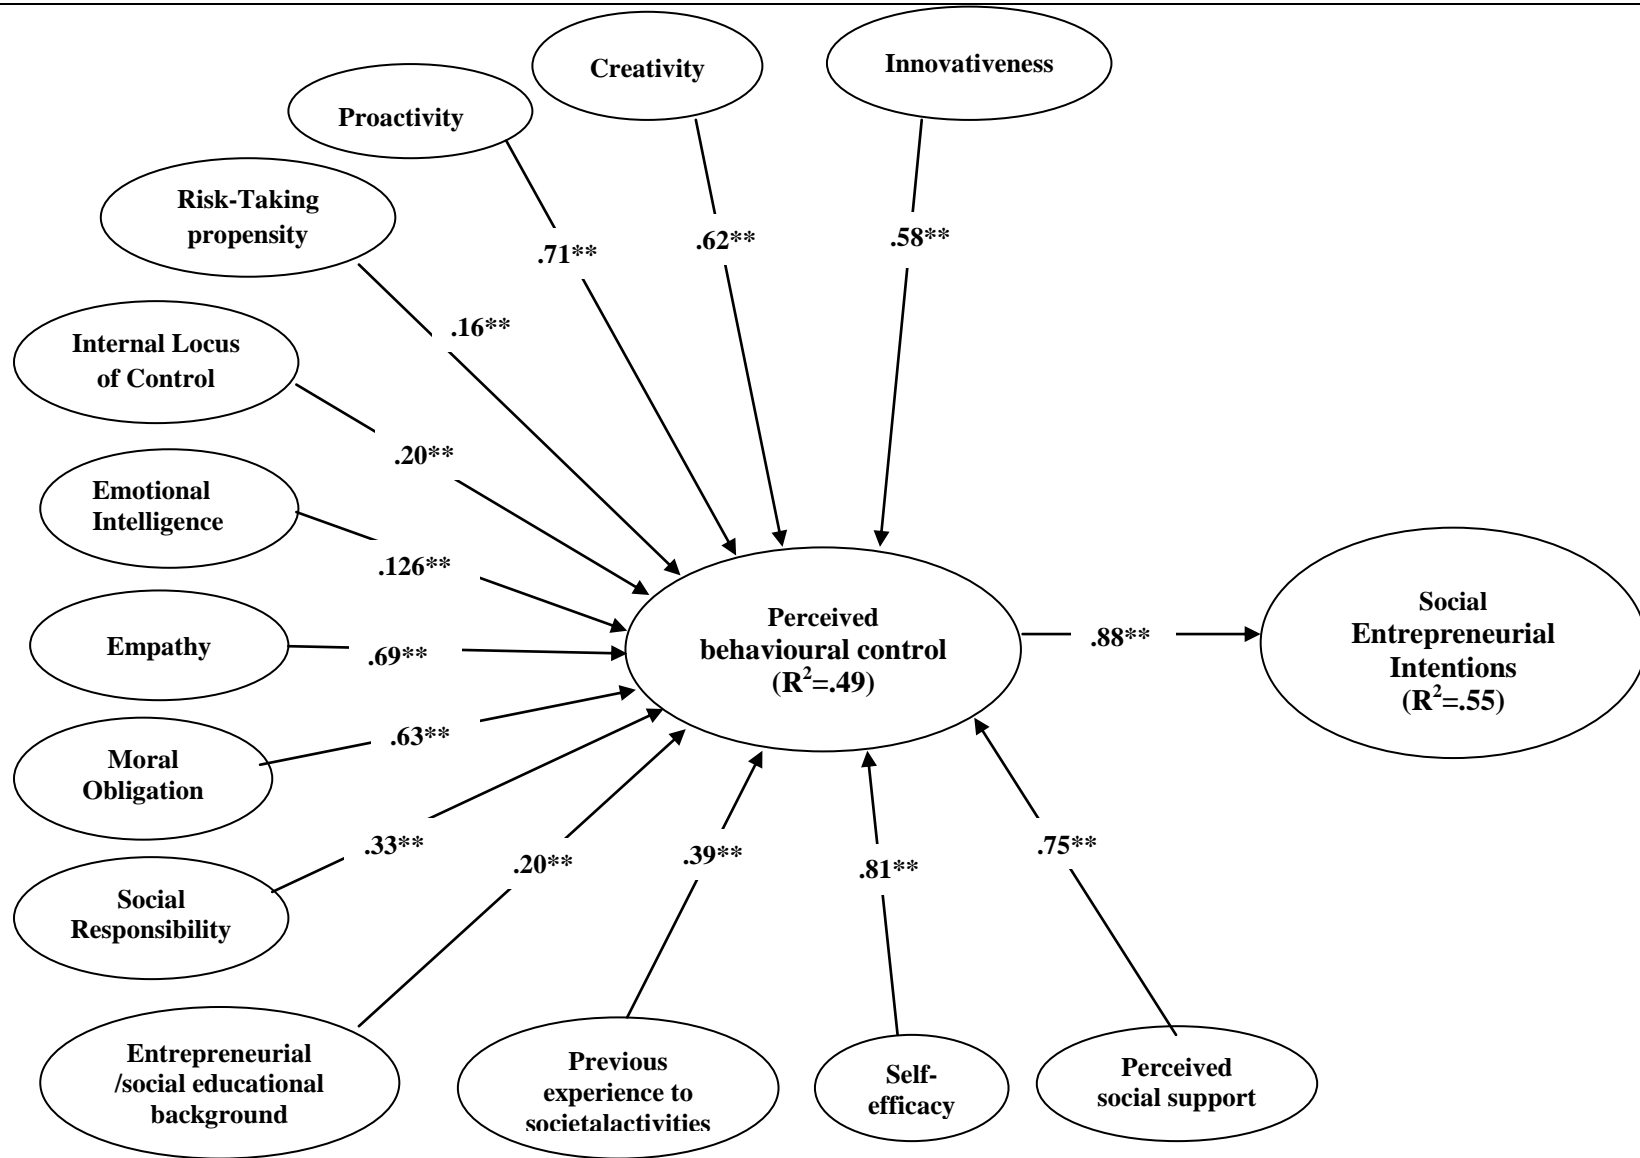 Creativity
Innovativeness
Proactivity
Risk-Taking
propensity
.71**
.62**
.58**
.16**
Internal Locus
of Control
.20**
Emotional
Intelligence
.126**
Empathy
.69**
Perceived
behavioural control
(R²=.49)
.88**
Social
Entrepreneurial
Intentions
(R²=.55)
Moral
Obligation
.63**
Social
Responsibility
.33**
.20**
.39**
.81**
.75**
Entrepreneurial
/social educational
background
Previous
experience to
societalactivities
Self-
efficacy
Perceived
social support